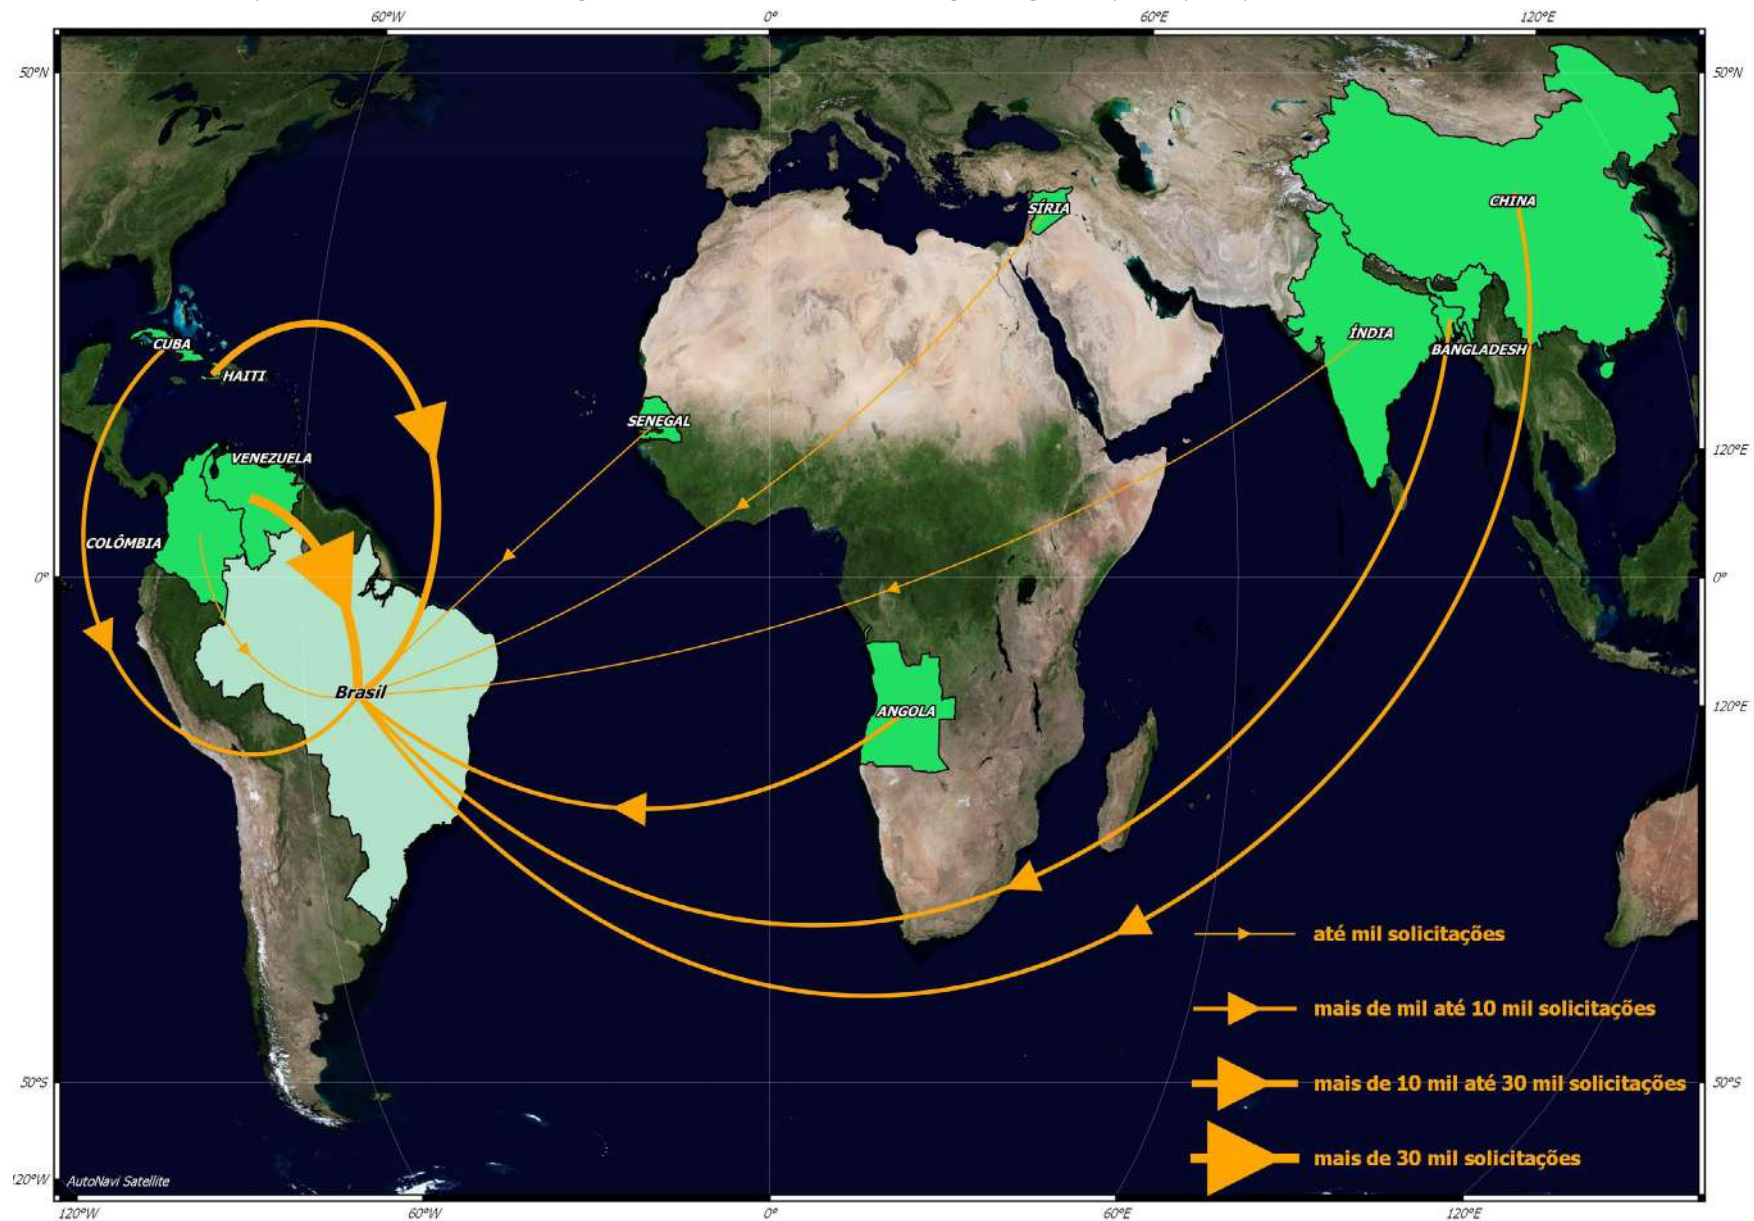 60°W 0° 60°E 120°E
50°N 50°N
SÍRIA
CHINA
CUBA
ÍNDIA
BANGLADESH
HAITI
SENEGAL
VENEZUELA
120°E
COLÔMBIA
0° 0°
Brasil
ANGOLA
120°E
até mil solicitações
mais de mil até 10 mil solicitações
50°S 50°S
mais de 10 mil até 30 mil solicitações
mais de 30 mil solicitações
120°W AutoNavi Satellite
120°W 60°W 0° 60°E 120°E